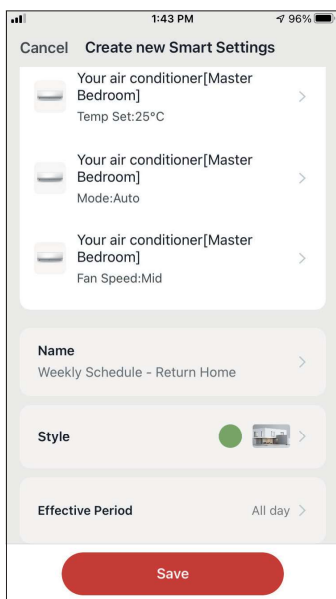 1:43 PM
96%
Cancel Create new Smart Settings
Your air conditioner[Master
Bedroom]
Temp Set:25°C
Your air conditioner[Master
Bedroom]
Mode:Auto
Your air conditioner[Master
Bedroom]
Fan Speed:Mid
Name
Weekly Schedule - Return Home
Style
Effective Period All day
Save